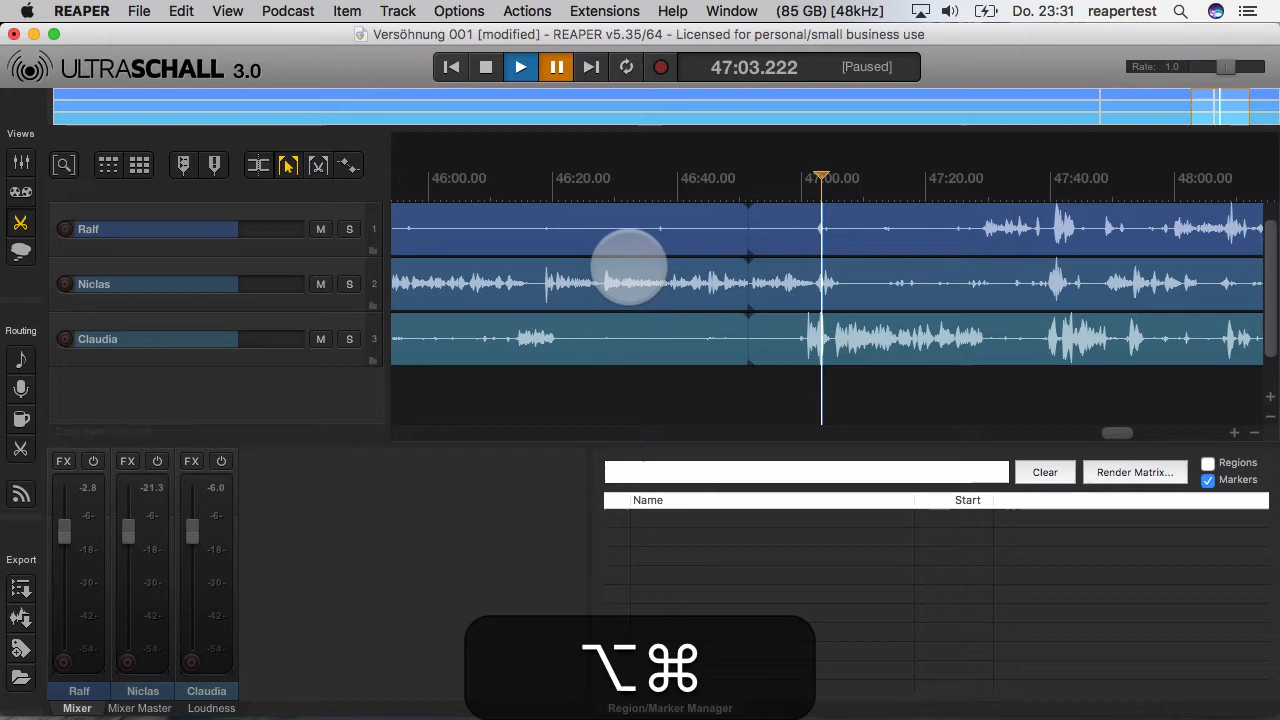 REAPER File Edit View Podcast Item Track Options Actions Extensions Help Window (85 GB) [48kHz] Do. 23:31 reapertest
Versöhnung 001 [modified] - REAPER v5.35/64 - Licensed for personal/small business use
ULTRASCHALL 3.0
47:03.222 [Paused]
Rate: 1.0
Views
46:00.00 46:20.00 46:40.00 47:00.00 47:20.00 47:40.00 48:00.00
Ralf M S 1
Niclas M S 2
Claudia M S 3
Routing
FX FX FX
Clear Render Matrix... Regions
Markers
-2.8 -21.3 -6.0
Name Start
-6- -6- -6-
-18- -18- -18-
Export
-30- -30- -30-
-42- -42- -42-
-54- -54- -54-
⌥⌘
Ralf Niclas Claudia
Mixer Mixer Master Loudness Region/Marker Manager